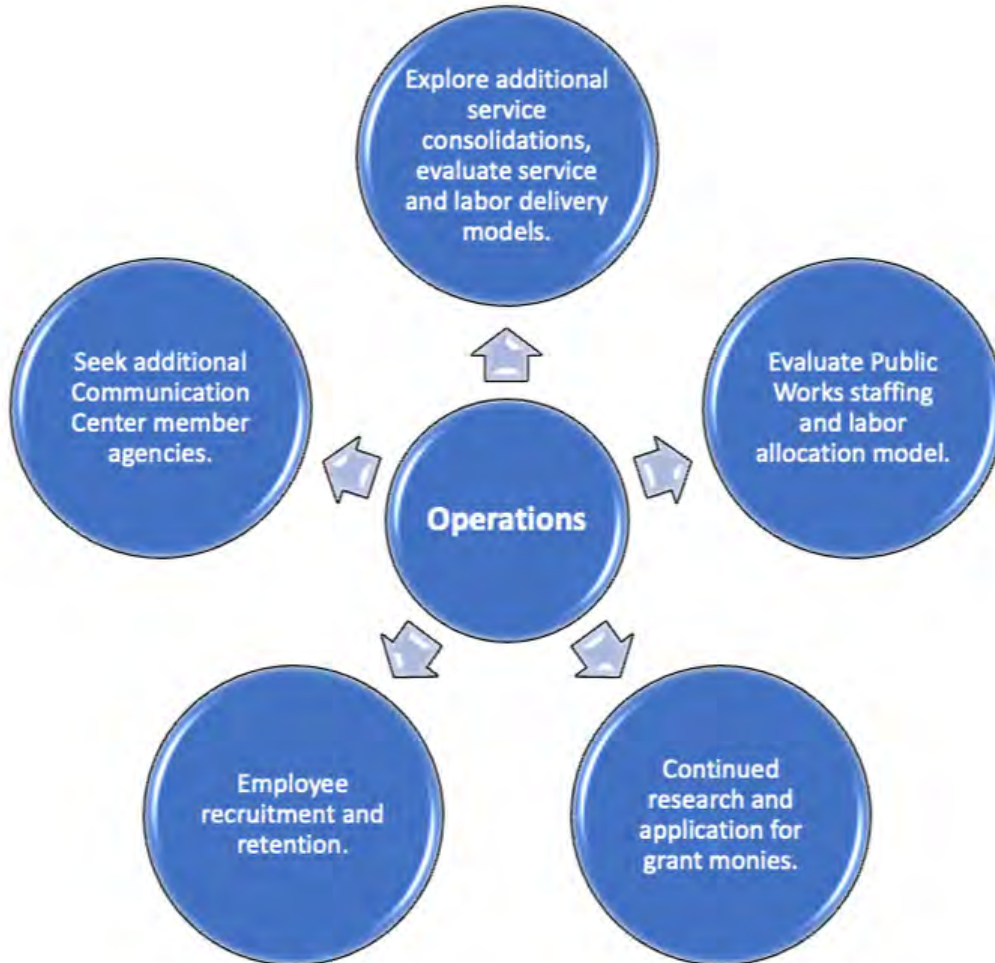 Explore additional
service
consolidations,
evaluate service
and labor delivery
models.
Seek additional
Communication
Center member
agencies.
Evaluate Public
Works staffing
and labor
allocation model.
Operations
Employee
recruitment and
retention.
Continued
research and
application for
grant monies.